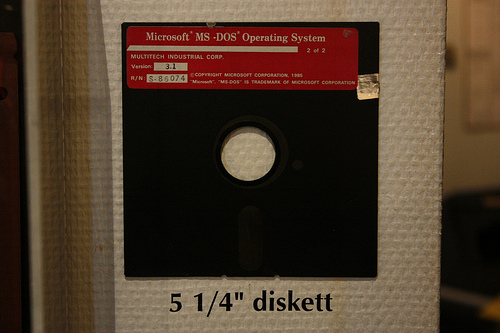 Microsoft® MS-DOS® Operating System
2 of 2
MULTITECH INDUSTRIAL CORP.
Version: 3.1
©COPYRIGHT MICROSOFT CORPORATION, 1985
R/N: S-86074 "Microsoft", "MS-DOS" IS TRADEMARK OF MICROSOFT CORPORATION
5 1/4" diskett